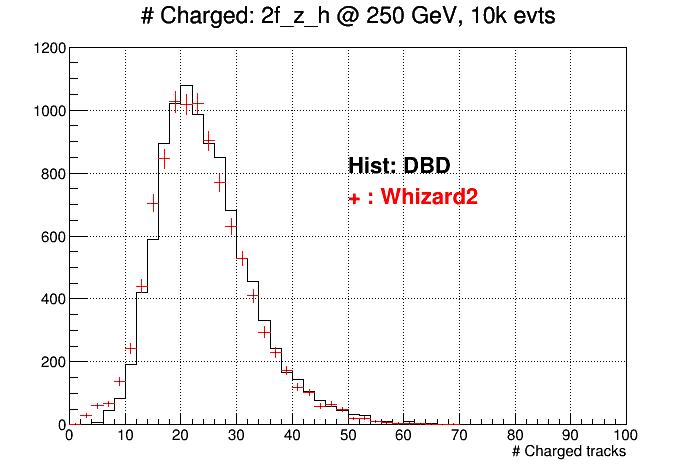 # Charged: 2f_z_h @ 250 GeV, 10k evts
1200
1000
800
600
400
200
0
Hist: DBD
+ : Whizard2
0 10 20 30 40 50 60 70 80 90 100
# Charged tracks